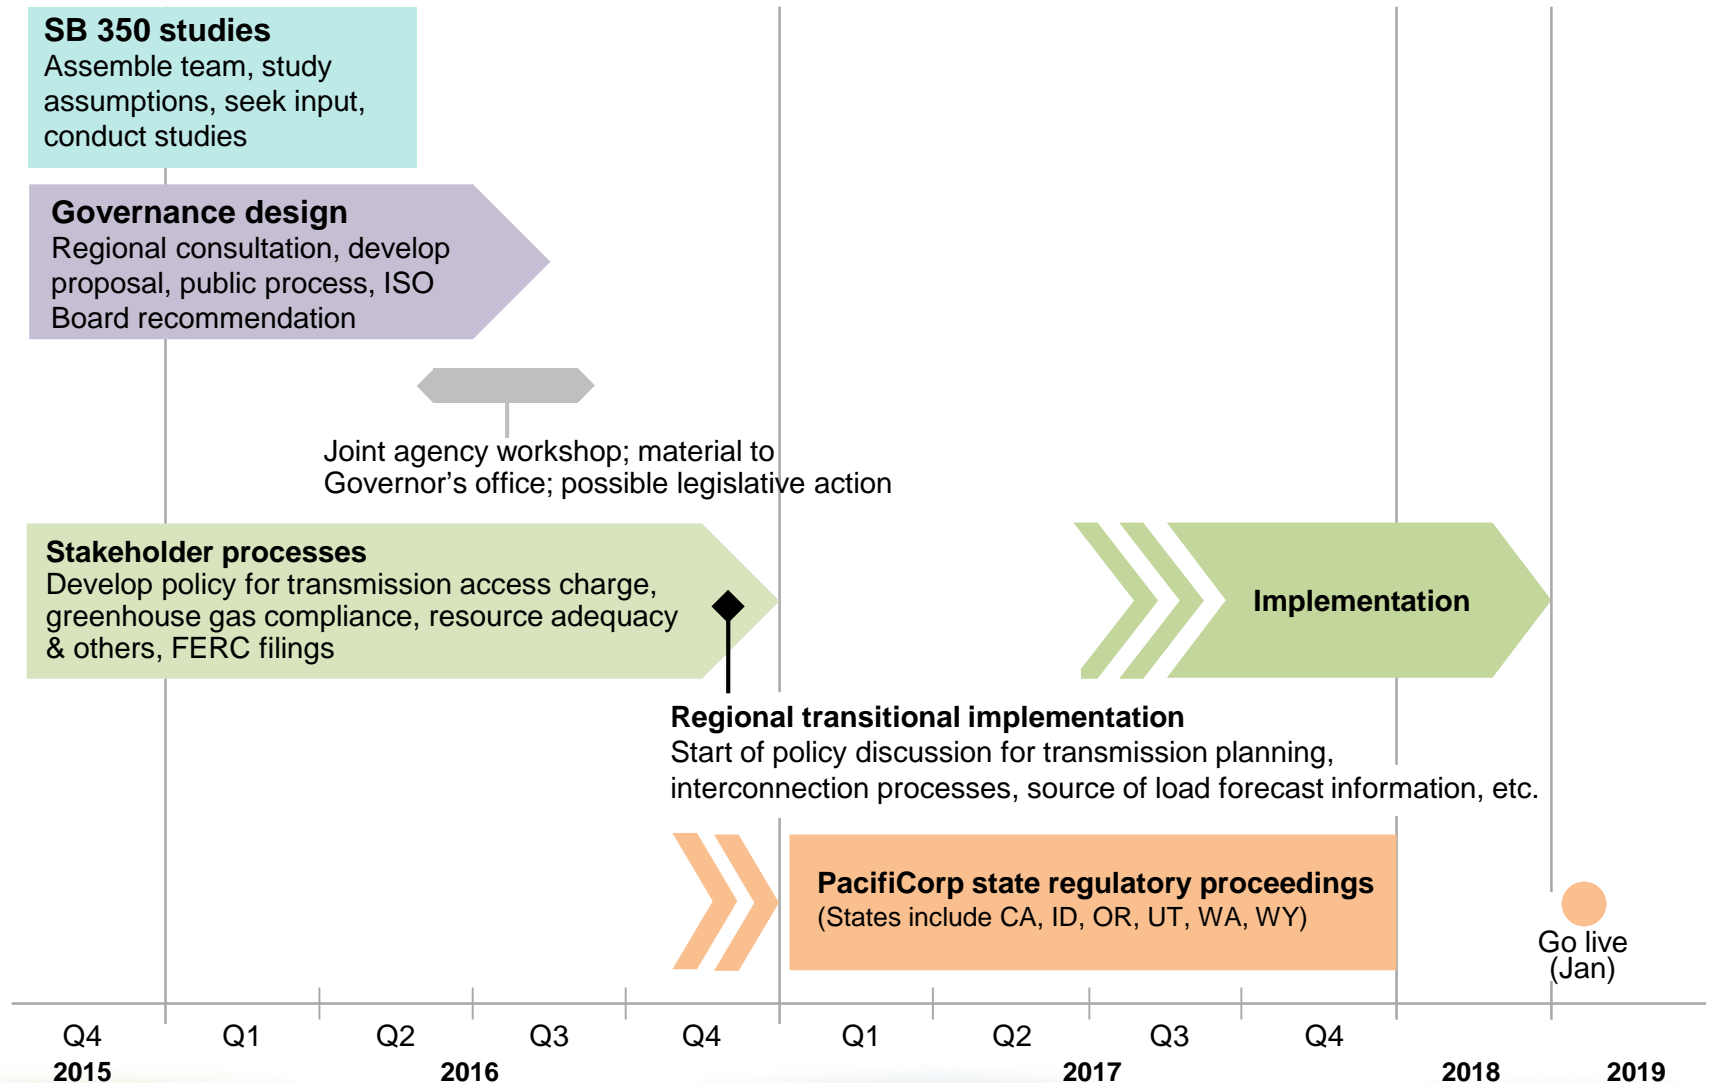 SB 350 studies
Assemble team, study
assumptions, seek input,
conduct studies
Governance design
Regional consultation, develop
proposal, public process, ISO
Board recommendation
Joint agency workshop; material to
Governor’s office; possible legislative action
Stakeholder processes
Develop policy for transmission access charge,
greenhouse gas compliance, resource adequacy
& others, FERC filings
Implementation
Regional transitional implementation
Start of policy discussion for transmission planning,
interconnection processes, source of load forecast information, etc.
PacifiCorp state regulatory proceedings
(States include CA, ID, OR, UT, WA, WY)
Go live
(Jan)
Q4 Q1 Q2 Q3 Q4 Q1 Q2 Q3 Q4
2015 2016 2017 2018 2019